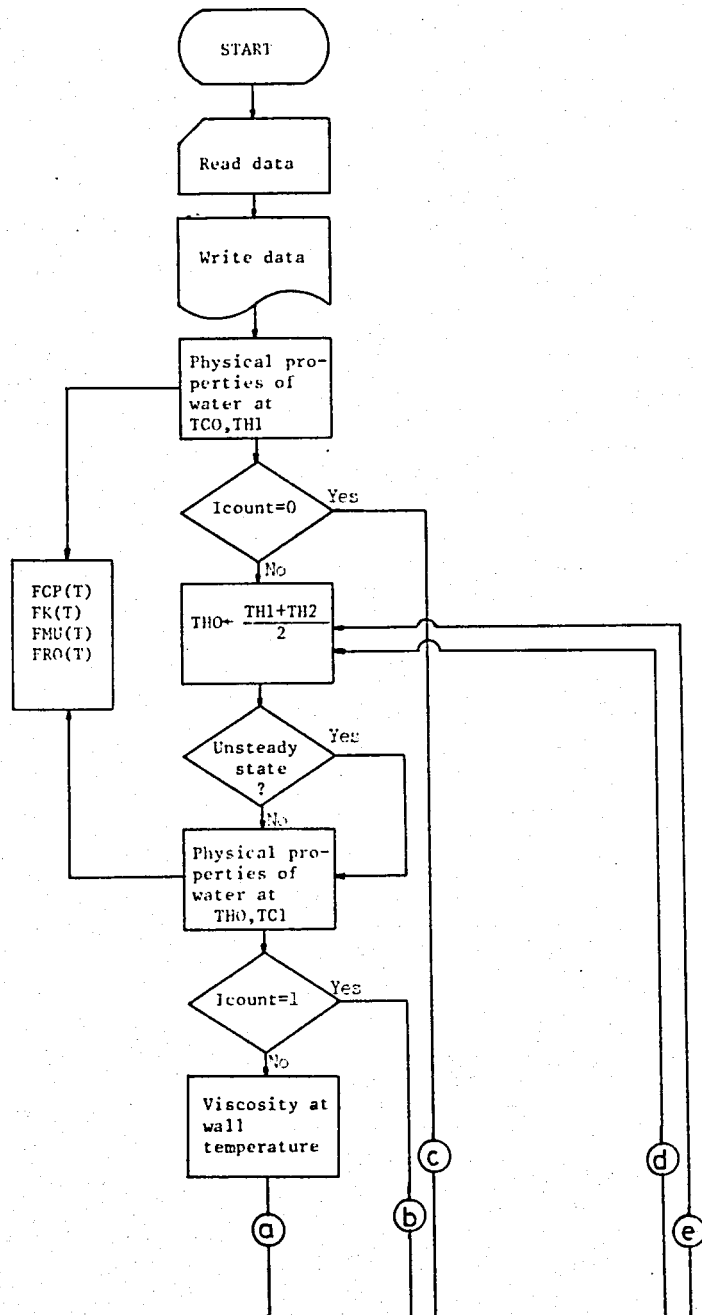 START
Read data
Write data
Physical pro-
perties of
water at
TCO,TH1
Icount=0
Yes
No
FCP(T)
FK(T)
FMU(T)
FRO(T)
THO← TH1+TH2
2
Unsteady
state
?
Yes
No
Physical pro-
perties of
water at
THO,TC1
Icount=1
Yes
No
Viscosity at
wall
temperature
a
b
c
d
e